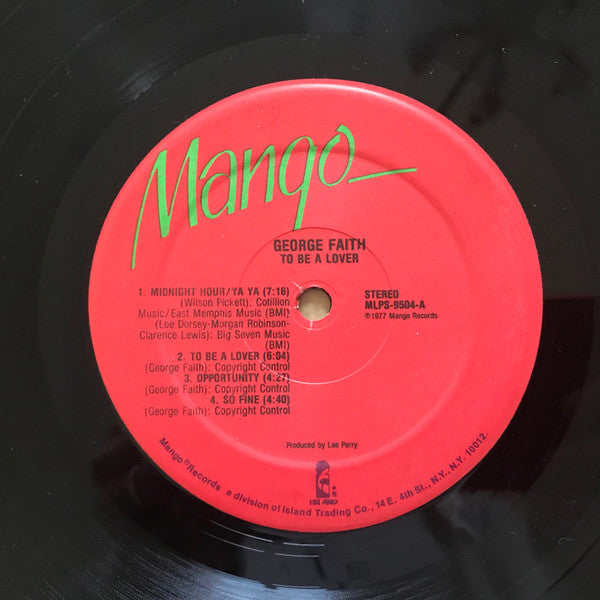 Mango
GEORGE FAITH
TO BE A LOVER
1. MIDNIGHT HOUR/YA YA (7:16)
(Wilson Pickett): Cotillion
Music/East Memphis Music (BMI)
(Lee Dorsey-Morgan Robinson-
Clarence Lewis): Big Seven Music
(BMI)
2. TO BE A LOVER (6:04)
(George Faith): Copyright Control
3. OPPORTUNITY (4:27)
(George Faith): Copyright Control
4. SO FINE (4:40)
(George Faith): Copyright Control
STEREO
MLPS-9504-A
℗1977 Mango Records
Produced by Lee Perry
ISLAND
Mango® Records a division of Island Trading Co., 14 E. 4th St., N.Y., N.Y. 10012.